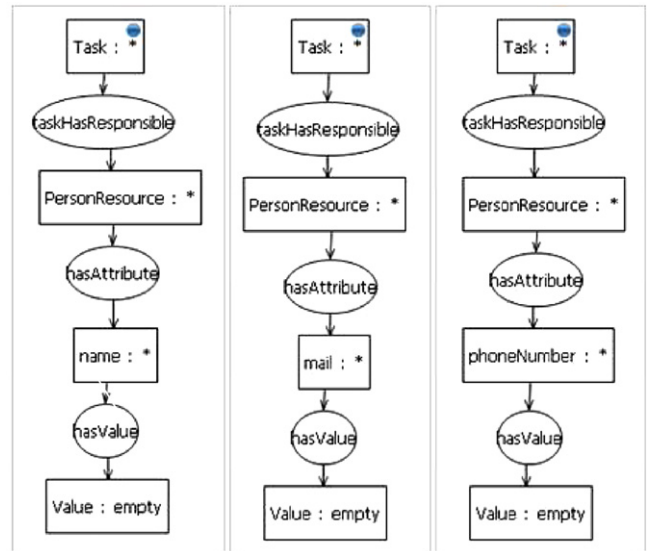 Task : *
taskHasResponsible
PersonResource : *
hasAttribute
name : *
hasValue
Value : empty
Task : *
taskHasResponsible
PersonResource : *
hasAttribute
mail : *
hasValue
Value : empty
Task : *
taskHasResponsible
PersonResource : *
hasAttribute
phoneNumber : *
hasValue
Value : empty